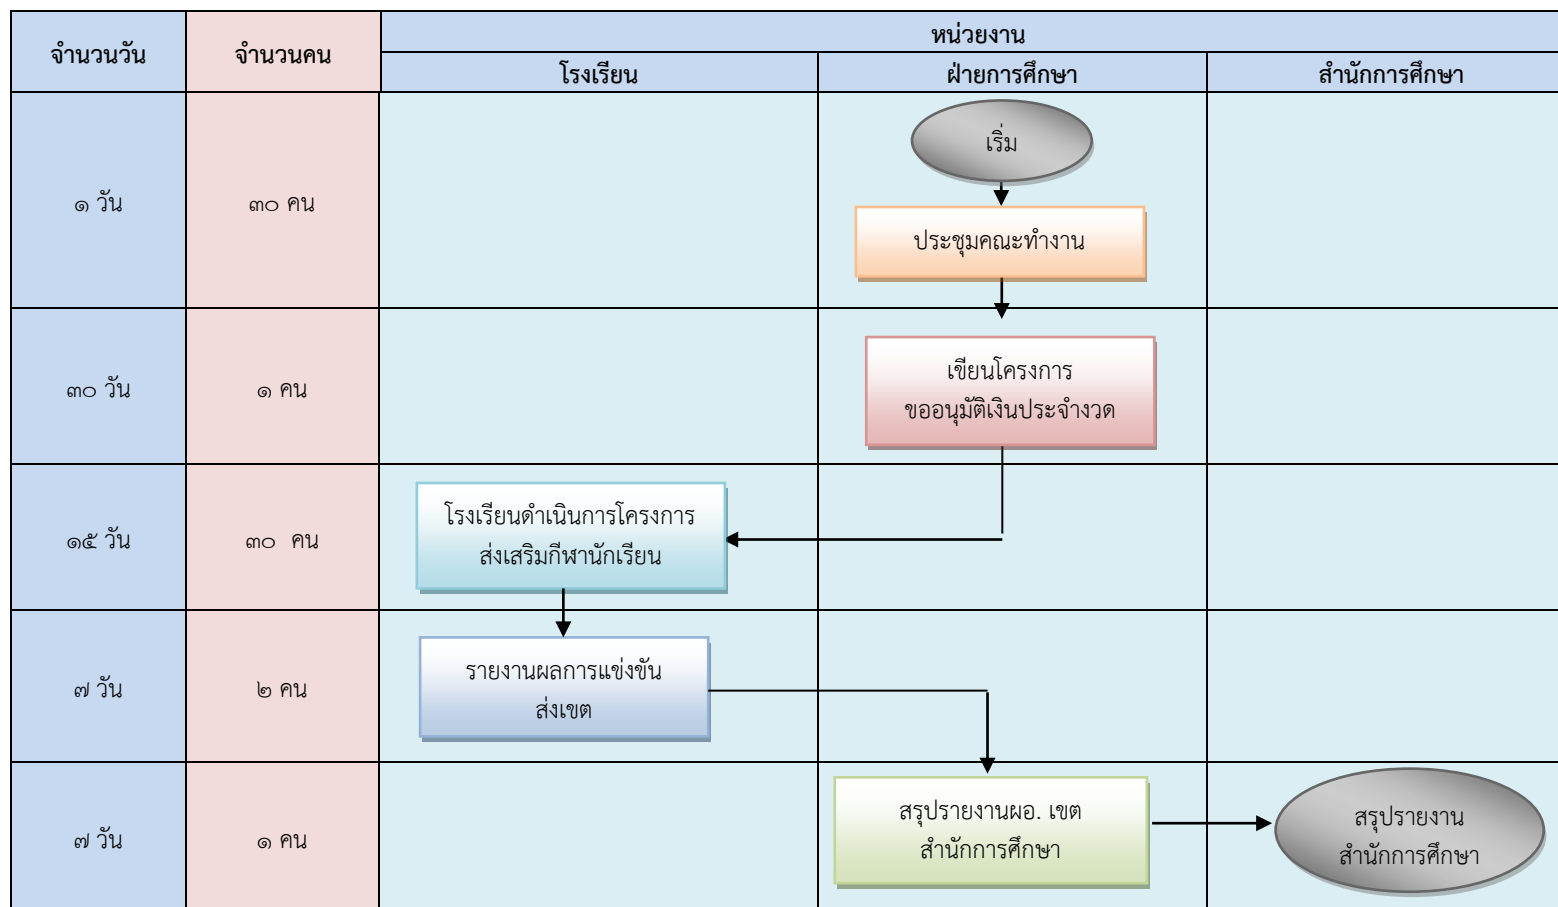 จำนวนวัน
จำนวนคน
หน่วยงาน
โรงเรียน
ฝ่ายการศึกษา
สำนักการศึกษา
๑ วัน
๓๐ คน
เริ่ม
ประชุมคณะทำงาน
๓๐ วัน
๑ คน
เขียนโครงการ
ขออนุมัติเงินประจำงวด
๑๕ วัน
๓๐ คน
โรงเรียนดำเนินการโครงการ
ส่งเสริมกีฬานักเรียน
๗ วัน
๒ คน
รายงานผลการแข่งขัน
ส่งเขต
๗ วัน
๑ คน
สรุปรายงานผอ. เขต
สำนักการศึกษา
สรุปรายงาน
สำนักการศึกษา